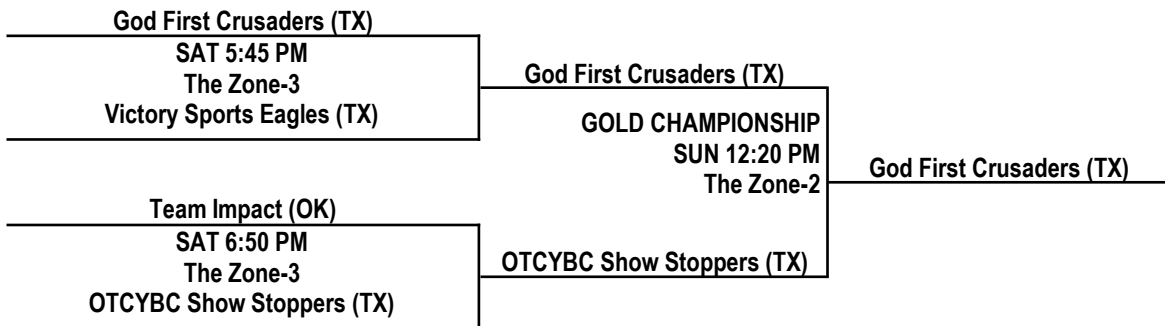 God First Crusaders (TX)
SAT 5:45 PM
The Zone-3
Victory Sports Eagles (TX)
God First Crusaders (TX)
GOLD CHAMPIONSHIP
SUN 12:20 PM
The Zone-2
God First Crusaders (TX)
Team Impact (OK)
SAT 6:50 PM
The Zone-3
OTCYBC Show Stoppers (TX)
OTCYBC Show Stoppers (TX)